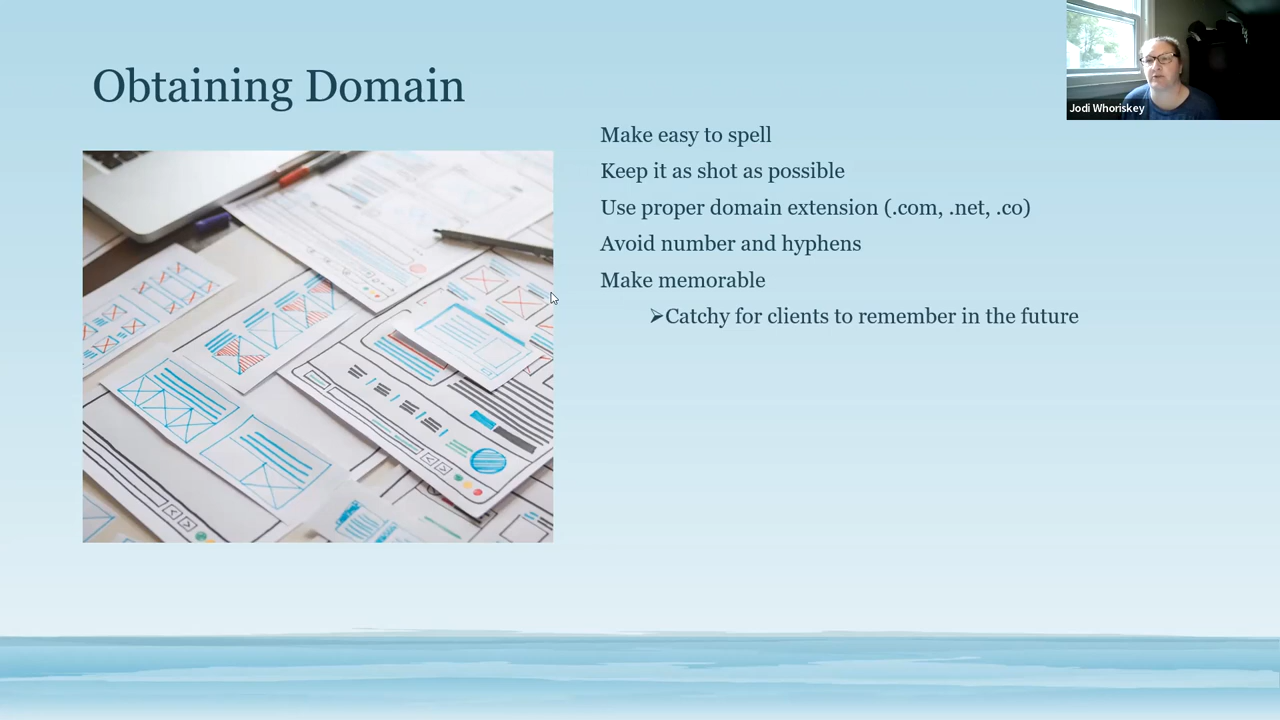 Obtaining Domain
Jodi Whoriskey
Make easy to spell
Keep it as shot as possible
Use proper domain extension (.com, .net, .co)
Avoid number and hyphens
Make memorable
➢Catchy for clients to remember in the future